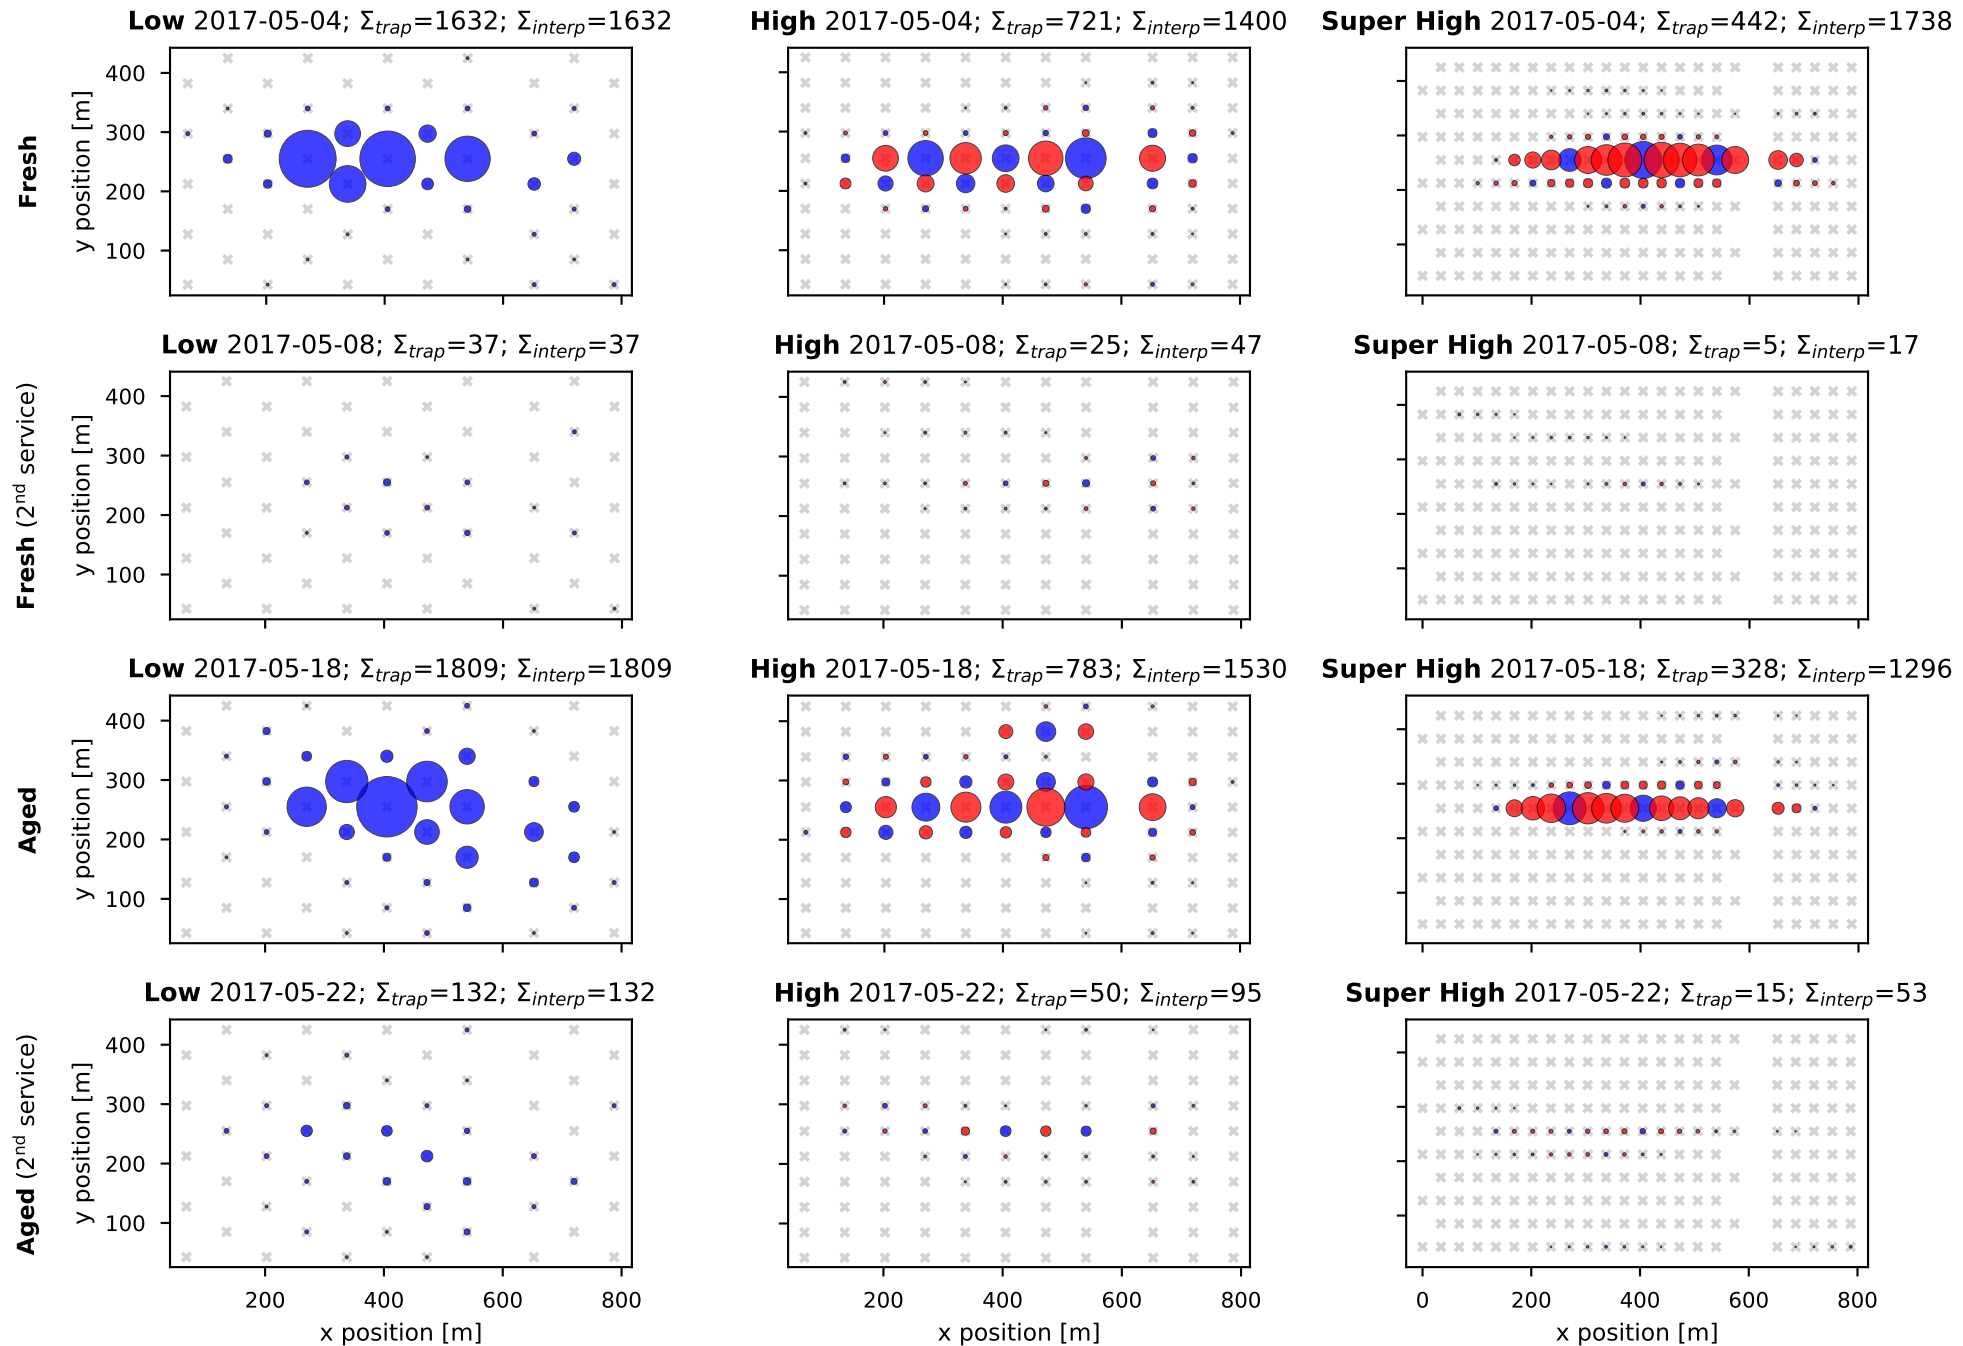 Low 2017-05-04; Σtrap=1632; Σinterp=1632
High 2017-05-04; Σtrap=721; Σinterp=1400
Super High 2017-05-04; Σtrap=442; Σinterp=1738
Fresh
y position [m]
400
300
200
100
Low 2017-05-08; Σtrap=37; Σinterp=37
High 2017-05-08; Σtrap=25; Σinterp=47
Super High 2017-05-08; Σtrap=5; Σinterp=17
Fresh (2nd service)
y position [m]
400
300
200
100
Low 2017-05-18; Σtrap=1809; Σinterp=1809
High 2017-05-18; Σtrap=783; Σinterp=1530
Super High 2017-05-18; Σtrap=328; Σinterp=1296
Aged
y position [m]
400
300
200
100
Low 2017-05-22; Σtrap=132; Σinterp=132
High 2017-05-22; Σtrap=50; Σinterp=95
Super High 2017-05-22; Σtrap=15; Σinterp=53
Aged (2nd service)
y position [m]
400
300
200
100
200 400 600 800
200 400 600 800
0 200 400 600 800
x position [m]
x position [m]
x position [m]